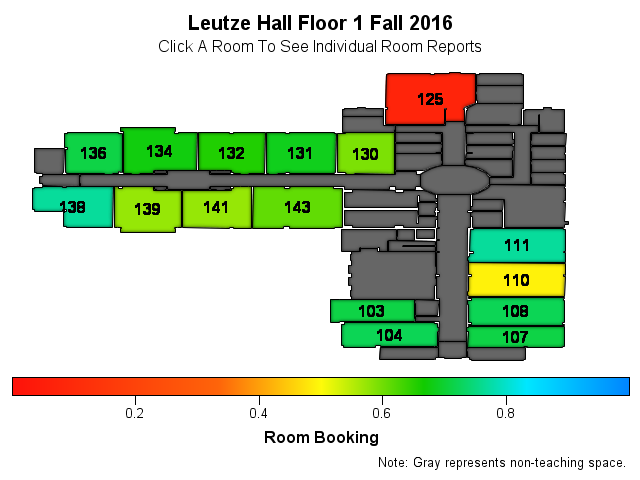 Leutze Hall Floor 1 Fall 2016
Click A Room To See Individual Room Reports
125
136 134 132 131 130
138 139 141 143
111
110
103 108
104 107
0.2 0.4 0.6 0.8
Room Booking
Note: Gray represents non-teaching space.